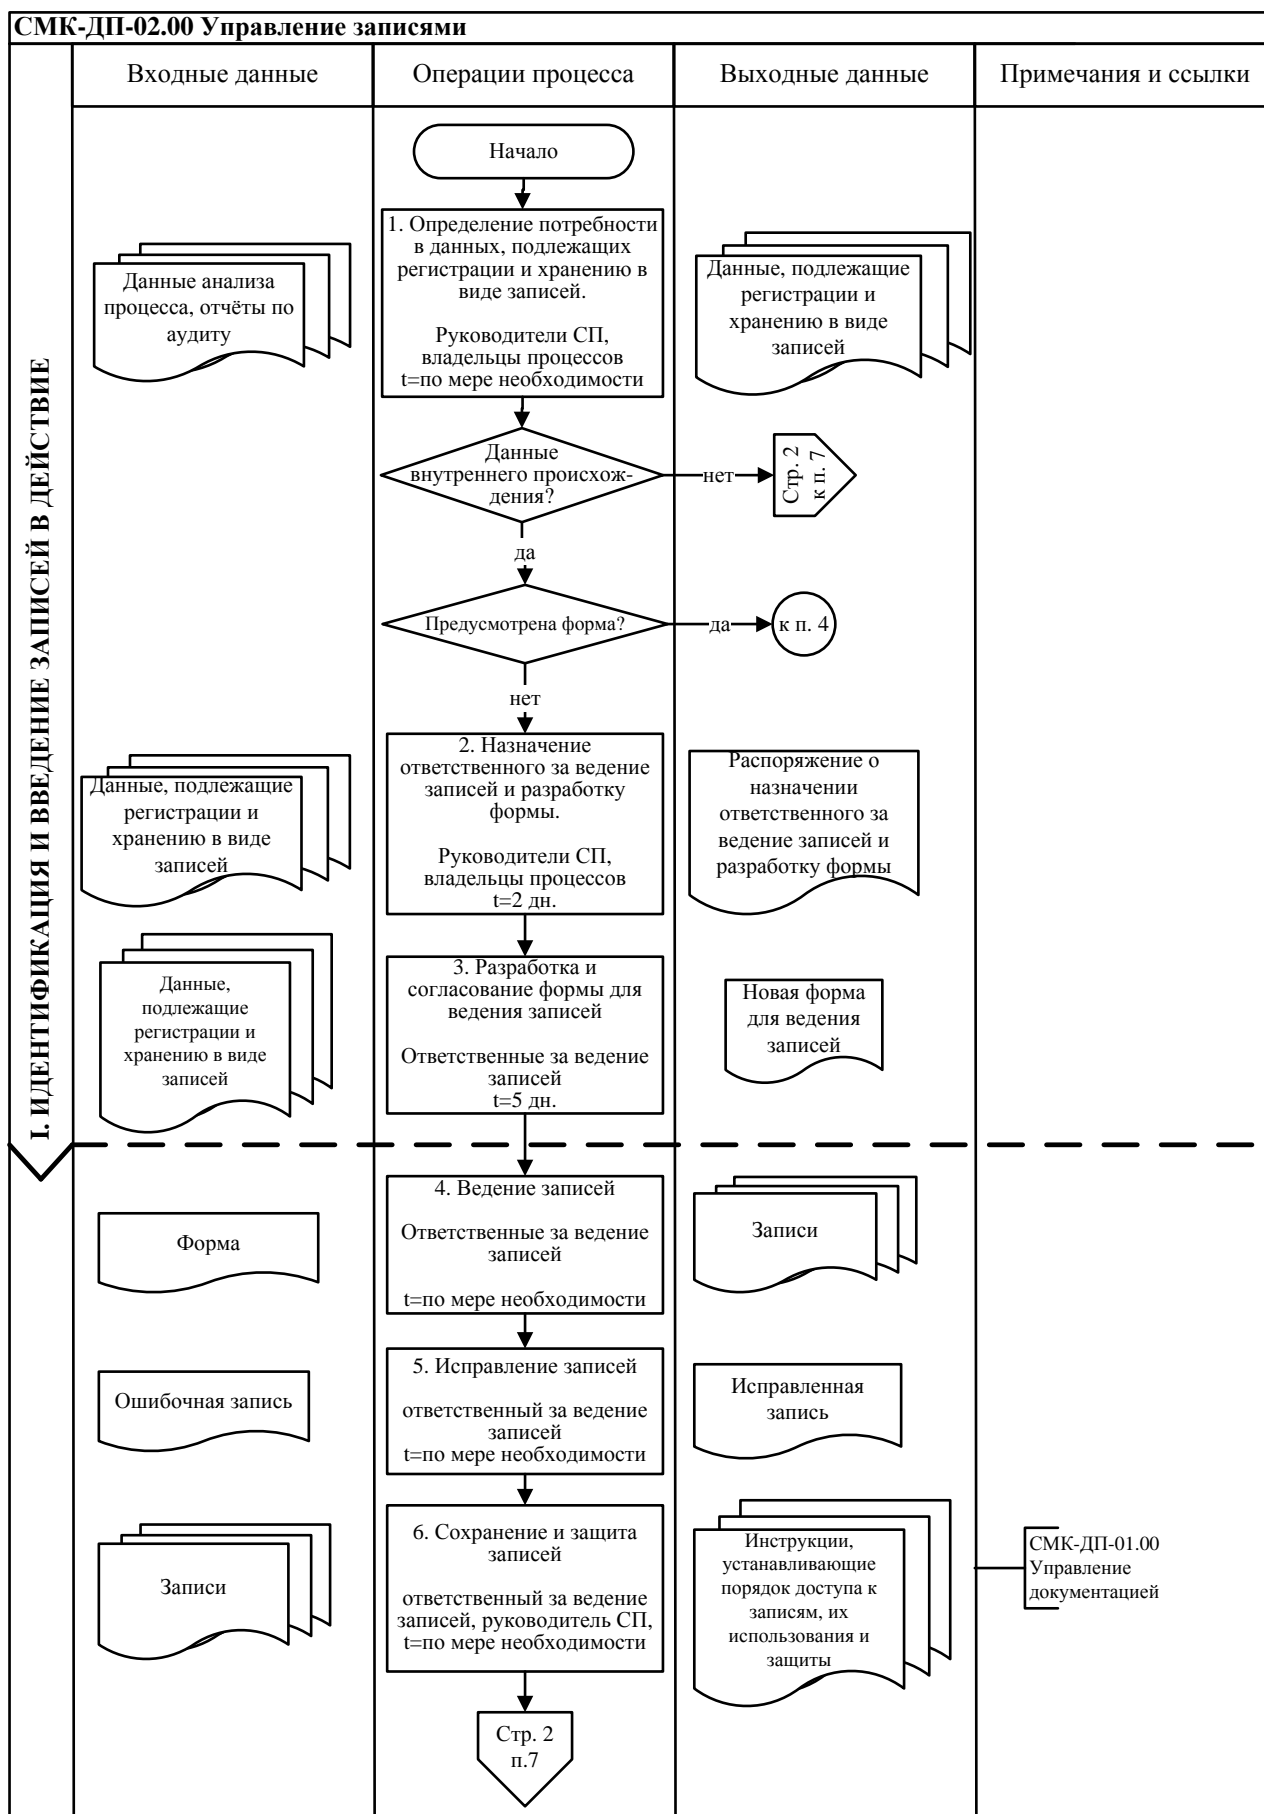 СМК-ДП-02.00 Управление записями
Входные данные
Операции процесса
Выходные данные
Примечания и ссылки
I. ИДЕНТИФИКАЦИЯ И ВВЕДЕНИЕ ЗАПИСЕЙ В ДЕЙСТВИЕ
Начало
Данные анализа
процесса, отчёты по
аудиту
1. Определение потребности
в данных, подлежащих
регистрации и хранению в
виде записей.
Руководители СП,
владельцы процессов
t=по мере необходимости
Данные, подлежащие
регистрации и
хранению в виде
записей
Данные
внутреннего происхож-
дения?
нет
Стр. 2
к п. 7
да
Предусмотрена форма?
да
к п. 4
нет
Данные, подлежащие
регистрации и
хранению в виде
записей
2. Назначение
ответственного за ведение
записей и разработку
формы.
Руководители СП,
владельцы процессов
t=2 дн.
Распоряжение о
назначении
ответственного за
ведение записей и
разработку формы
Данные,
подлежащие
регистрации и
хранению в виде
записей
3. Разработка и
согласование формы для
ведения записей
Ответственные за ведение
записей
t=5 дн.
Новая форма
для ведения
записей
Форма
4. Ведение записей
Ответственные за ведение
записей
t=по мере необходимости
Записи
Ошибочная запись
5. Исправление записей
ответственный за ведение
записей
t=по мере необходимости
Исправленная
запись
Записи
6. Сохранение и защита
записей
ответственный за ведение
записей, руководитель СП,
t=по мере необходимости
Инструкции,
устанавливающие
порядок доступа к
записям, их
использования и
защиты
СМК-ДП-01.00
Управление
документацией
Стр. 2
п.7